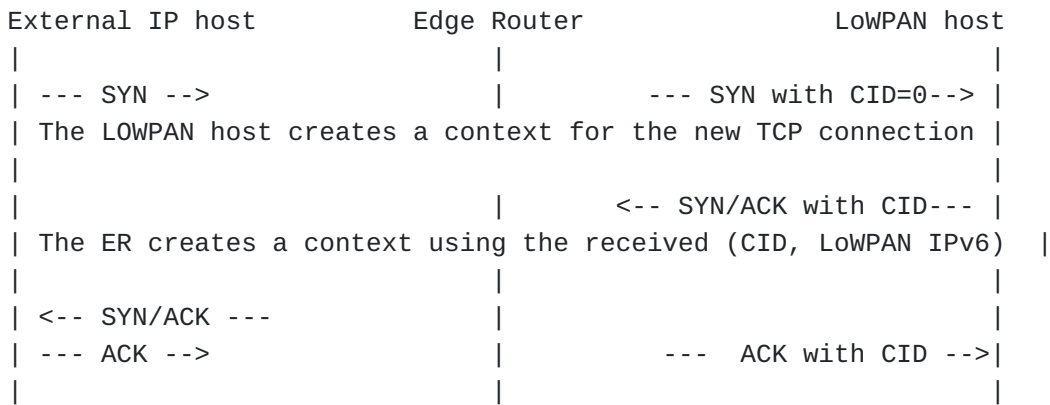 External IP host          Edge Router                LoWPAN host
|                              |                               |
| --- SYN -->                  |         --- SYN with CID=0--> |
| The LOWPAN host creates a context for the new TCP connection |
|                                                              |
|                              |       <-- SYN/ACK with CID--- |
| The ER creates a context using the received (CID, LoWPAN IPv6)  |
|                              |                               |
| <-- SYN/ACK ---              |                               |
| --- ACK -->                  |          ---  ACK with CID -->|
|                              |                               |